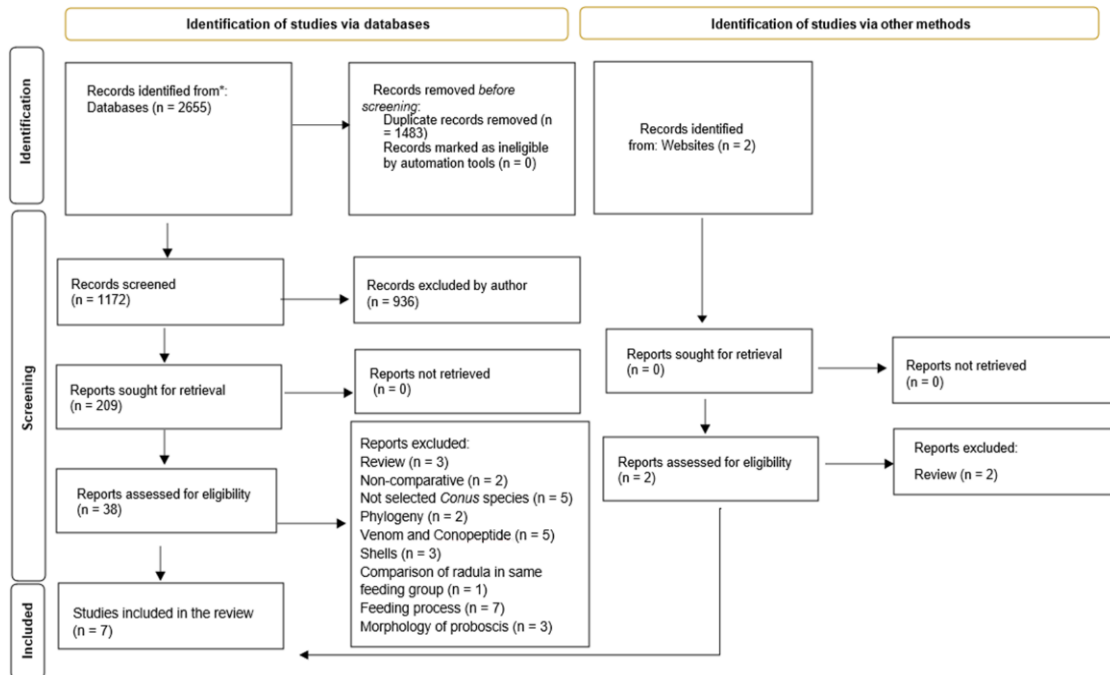 Identification of studies via databases
Identification of studies via other methods
Identification
Records identified from*:
Databases (n = 2655)
Records removed before
screening:
Duplicate records removed (n
= 1483)
Records marked as ineligible
by automation tools (n = 0)
Records identified
from: Websites (n = 2)
Screening
Records screened
(n = 1172)
Records excluded by author
(n = 936)
Reports sought for retrieval
(n = 209)
Reports not retrieved
(n = 0)
Reports sought for retrieval
(n = 0)
Reports not retrieved
(n = 0)
Reports assessed for eligibility
(n = 38)
Reports excluded:
Review (n = 3)
Non-comparative (n = 2)
Not selected Conus species (n = 5)
Phylogeny (n = 2)
Venom and Conopeptide (n = 5)
Shells (n = 3)
Comparison of radula in same
feeding group (n = 1)
Feeding process (n = 7)
Morphology of proboscis (n = 3)
Reports assessed for eligibility
(n = 2)
Reports excluded:
Review (n = 2)
Included
Studies included in the review
(n = 7)